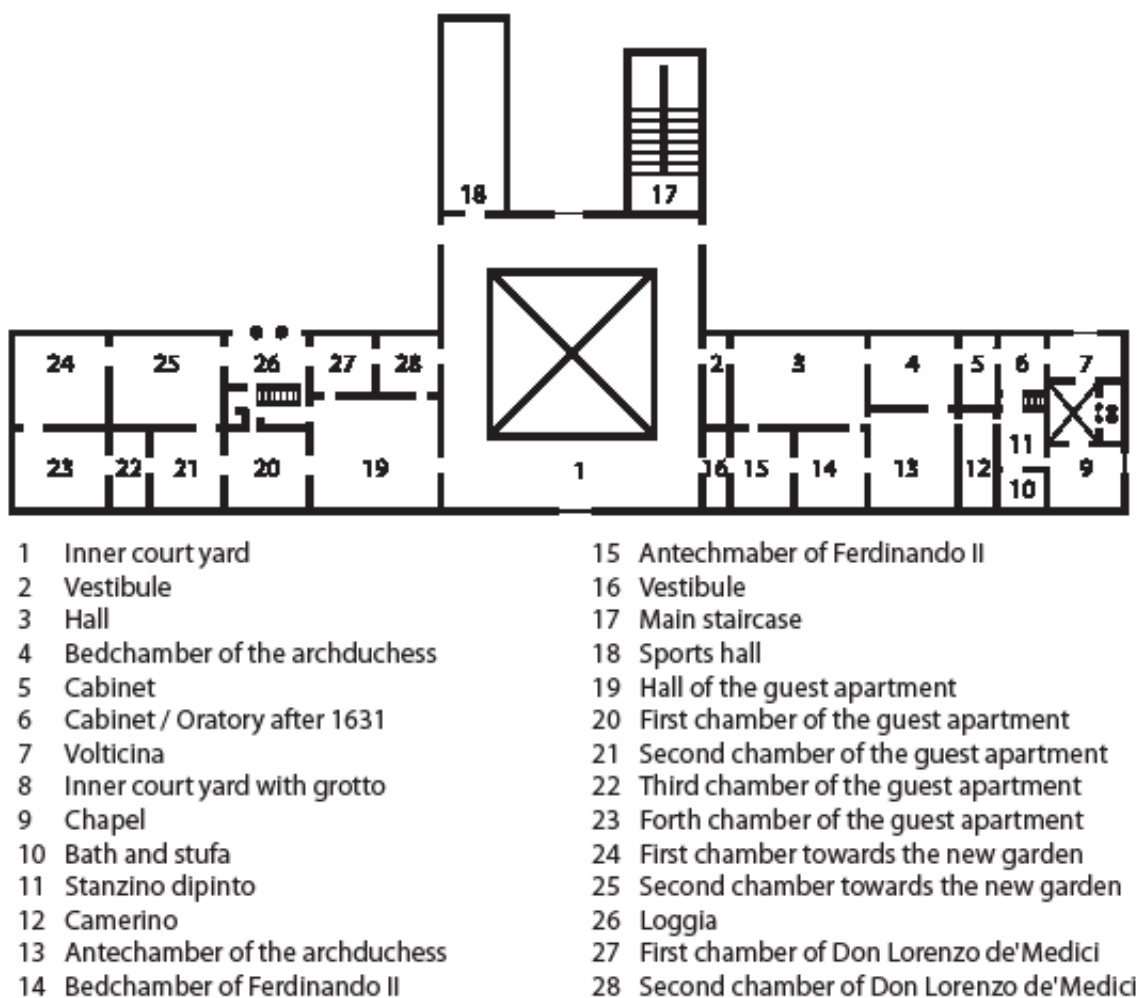 18
17
24 25 26 27 28 2 3 4 5 6 7
8
11
23 22 21 20 19 1 16 15 14 13 12 9
10
1 Inner court yard
2 Vestibule
3 Hall
4 Bedchamber of the archduchess
5 Cabinet
6 Cabinet / Oratory after 1631
7 Volticina
8 Inner court yard with grotto
9 Chapel
10 Bath and stufa
11 Stanzino dipinto
12 Camerino
13 Antechamber of the archduchess
14 Bedchamber of Ferdinando II
15 Antechmaber of Ferdinando II
16 Vestibule
17 Main staircase
18 Sports hall
19 Hall of the guest apartment
20 First chamber of the guest apartment
21 Second chamber of the guest apartment
22 Third chamber of the guest apartment
23 Forth chamber of the guest apartment
24 First chamber towards the new garden
25 Second chamber towards the new garden
26 Loggia
27 First chamber of Don Lorenzo de'Medici
28 Second chamber of Don Lorenzo de'Medici